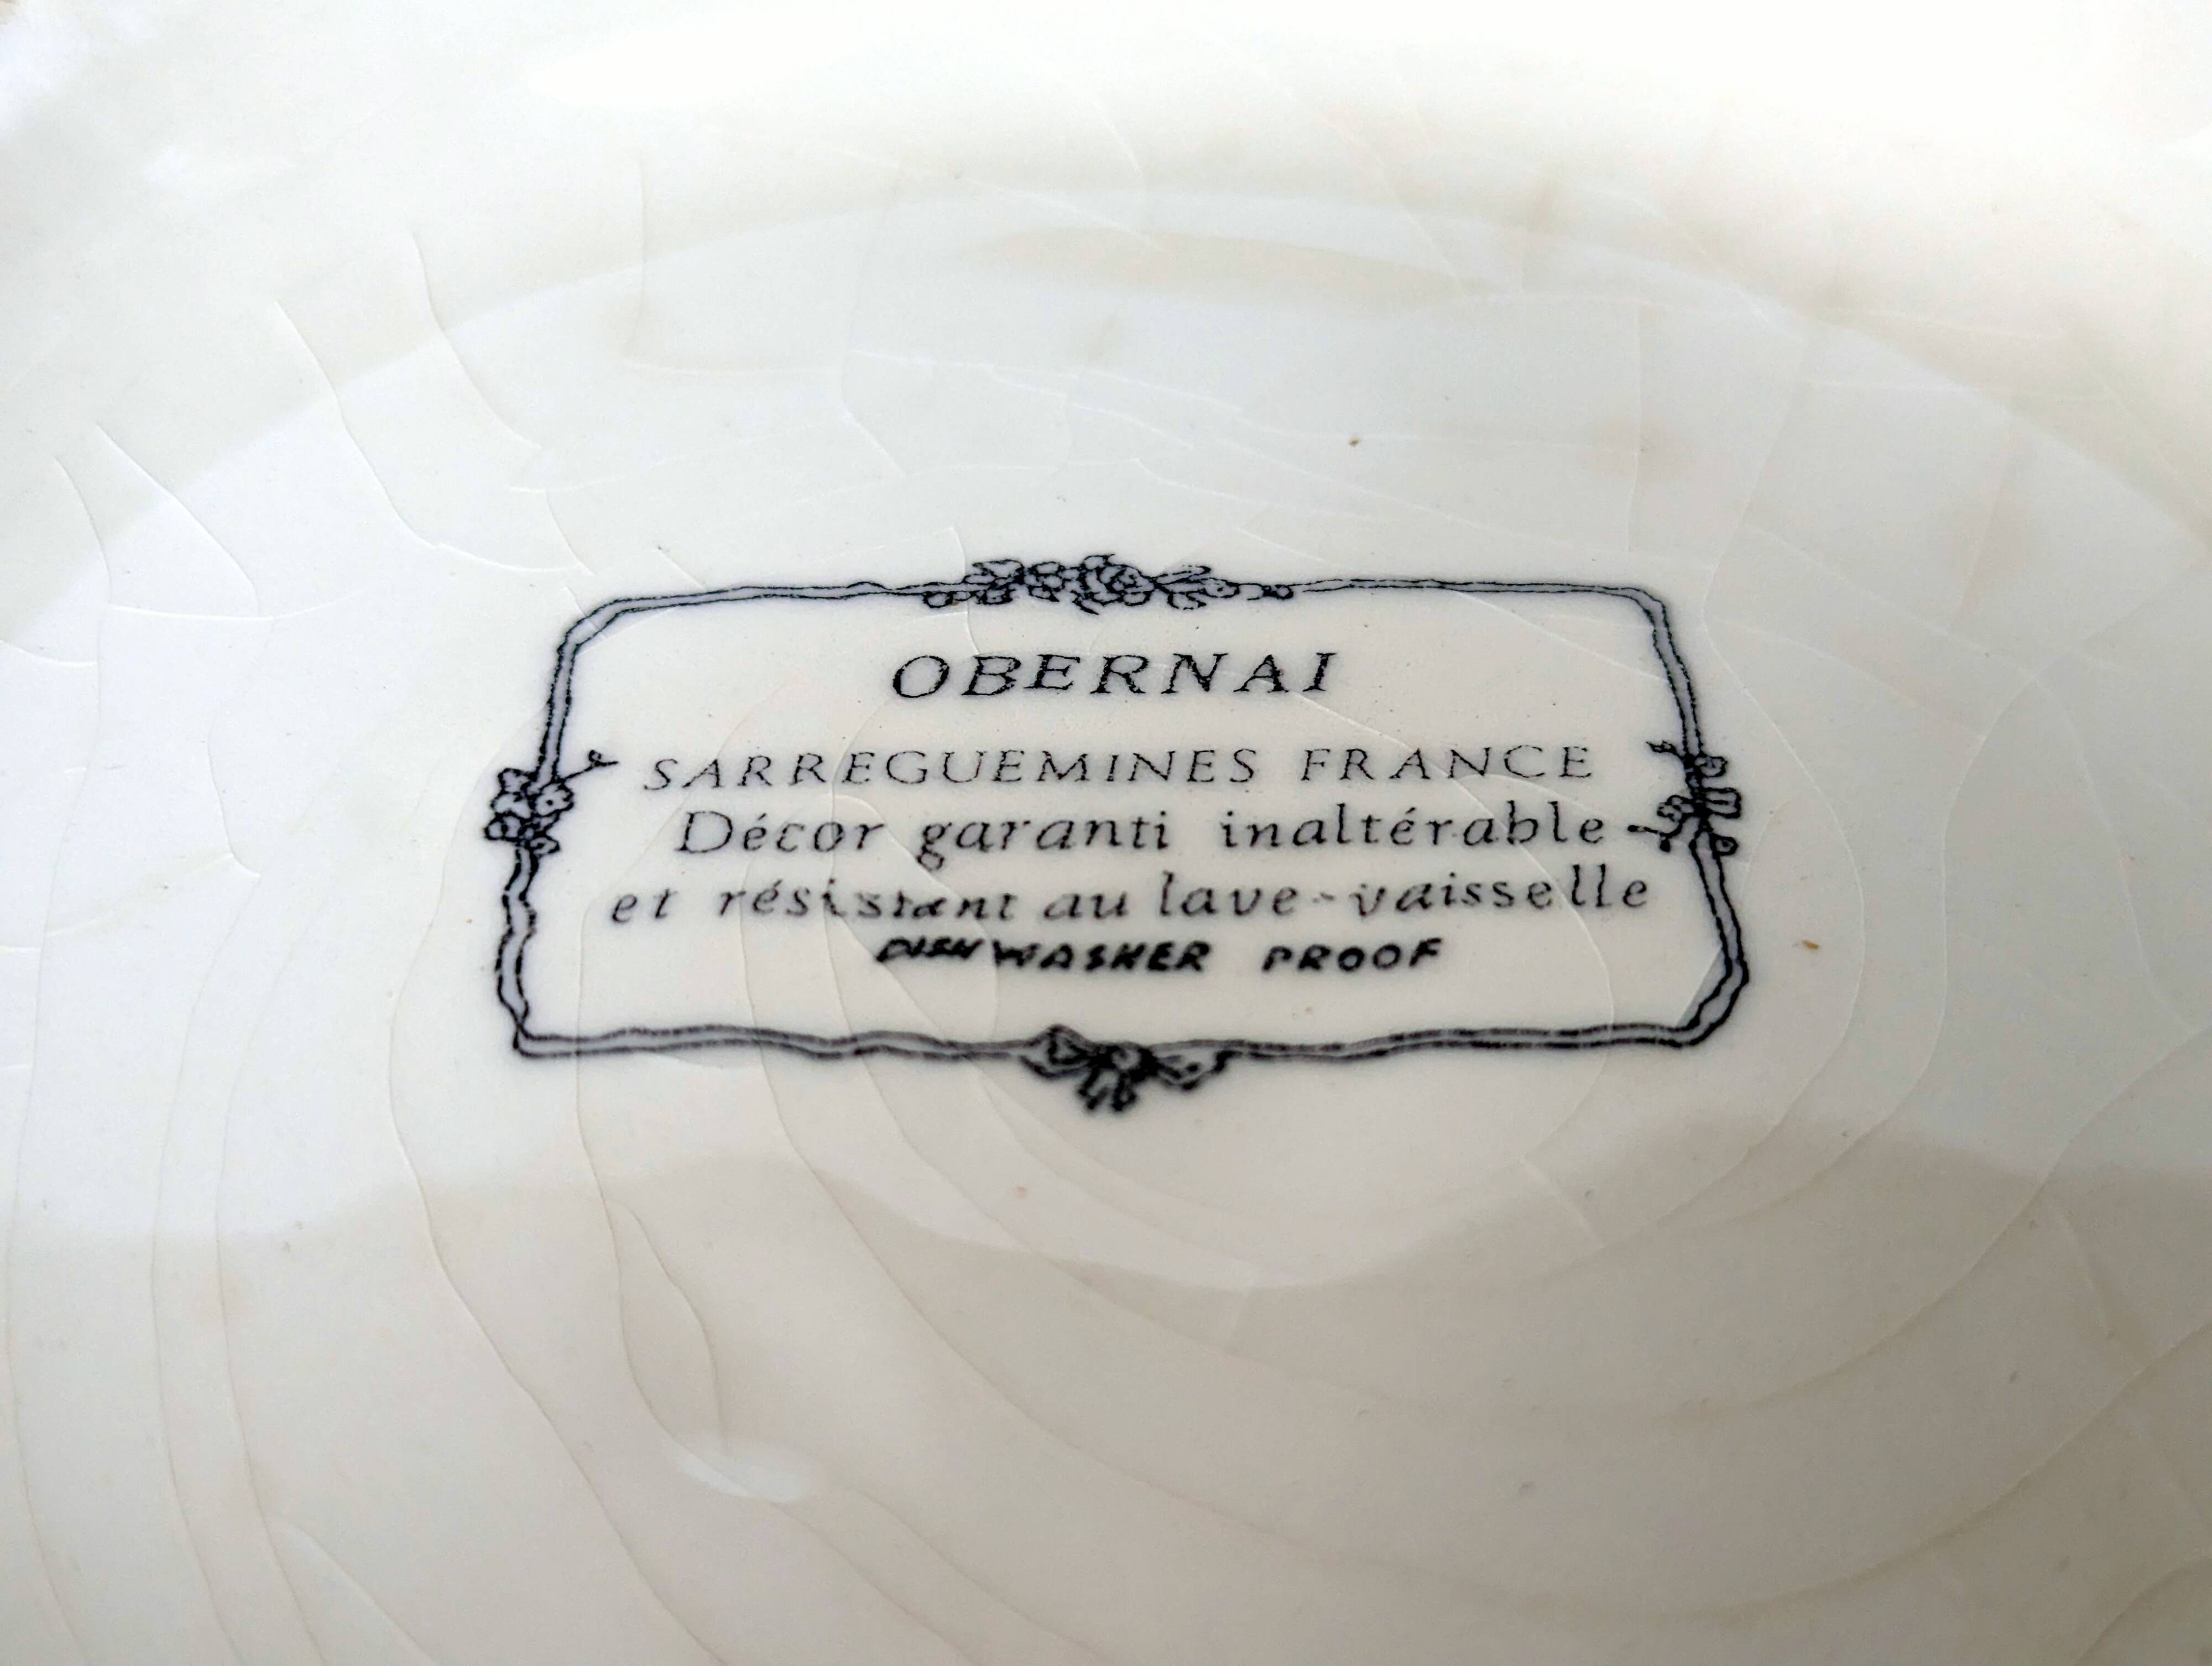 OBERNAI
SARREGUEMINES FRANCE
Décor garanti inaltérable
et résistant au lave-vaisselle
DISHWASHER PROOF